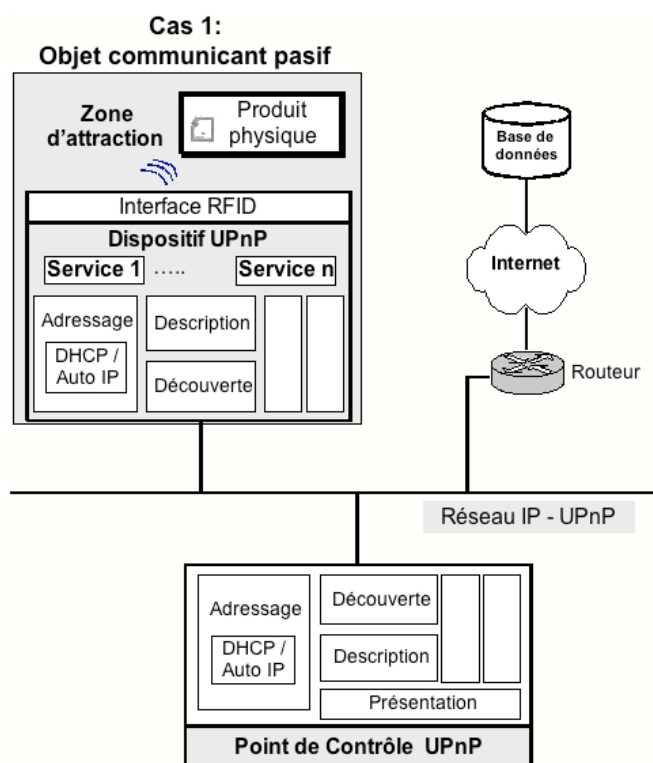 Cas 1:
Objet communicant pasif
Zone
d'attraction
Produit
physique
Interface RFID
Dispositif UPnP
Service 1 ..... Service n
Adressage
DHCP /
Auto IP
Description
Découverte
Base de
données
Internet
Routeur
Réseau IP - UPnP
Adressage
DHCP /
Auto IP
Découverte
Description
Présentation
Point de Contrôle UPnP